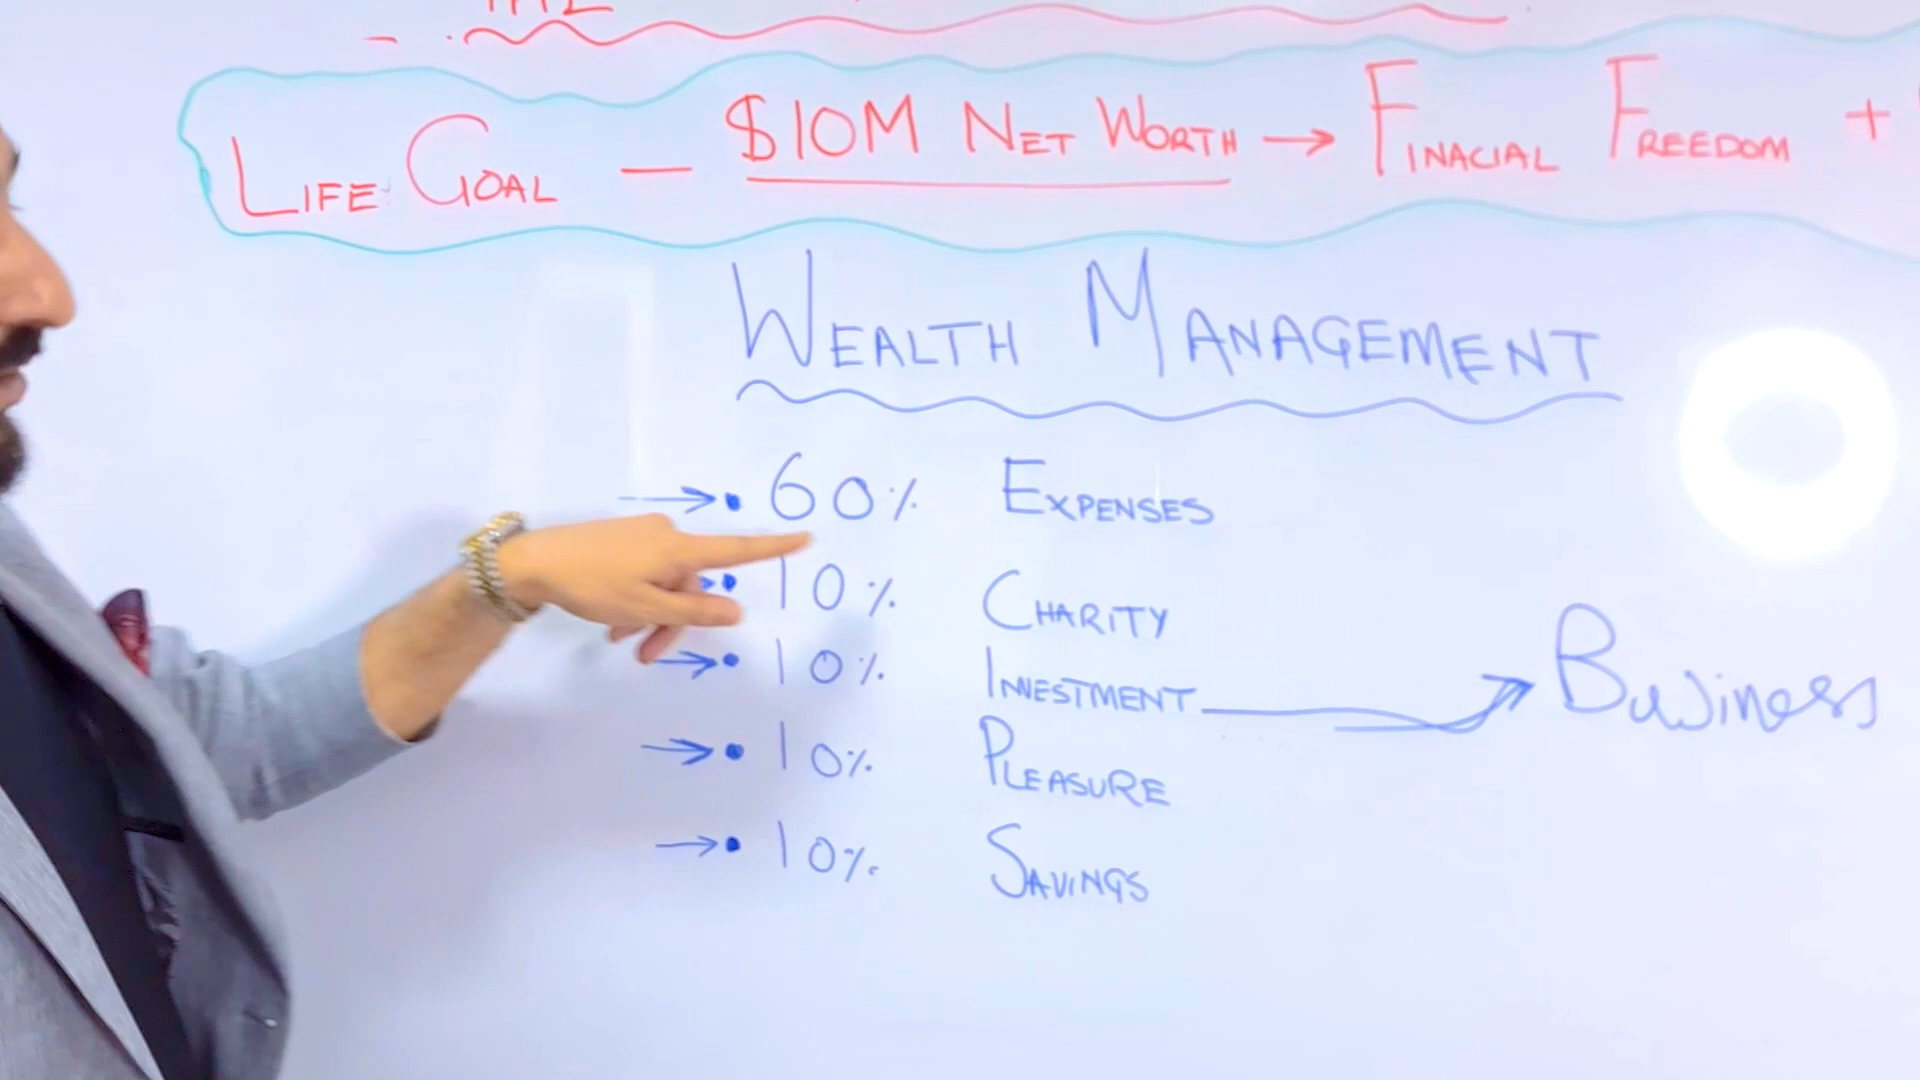 LIFE GOAL — $10M NET WORTH → FINACIAL FREEDOM +
WEALTH MANAGEMENT
→• 60% EXPENSES
• 10% CHARITY
→• 10% INVESTMENT → Business
→• 10% PLEASURE
→• 10% SAVINGS